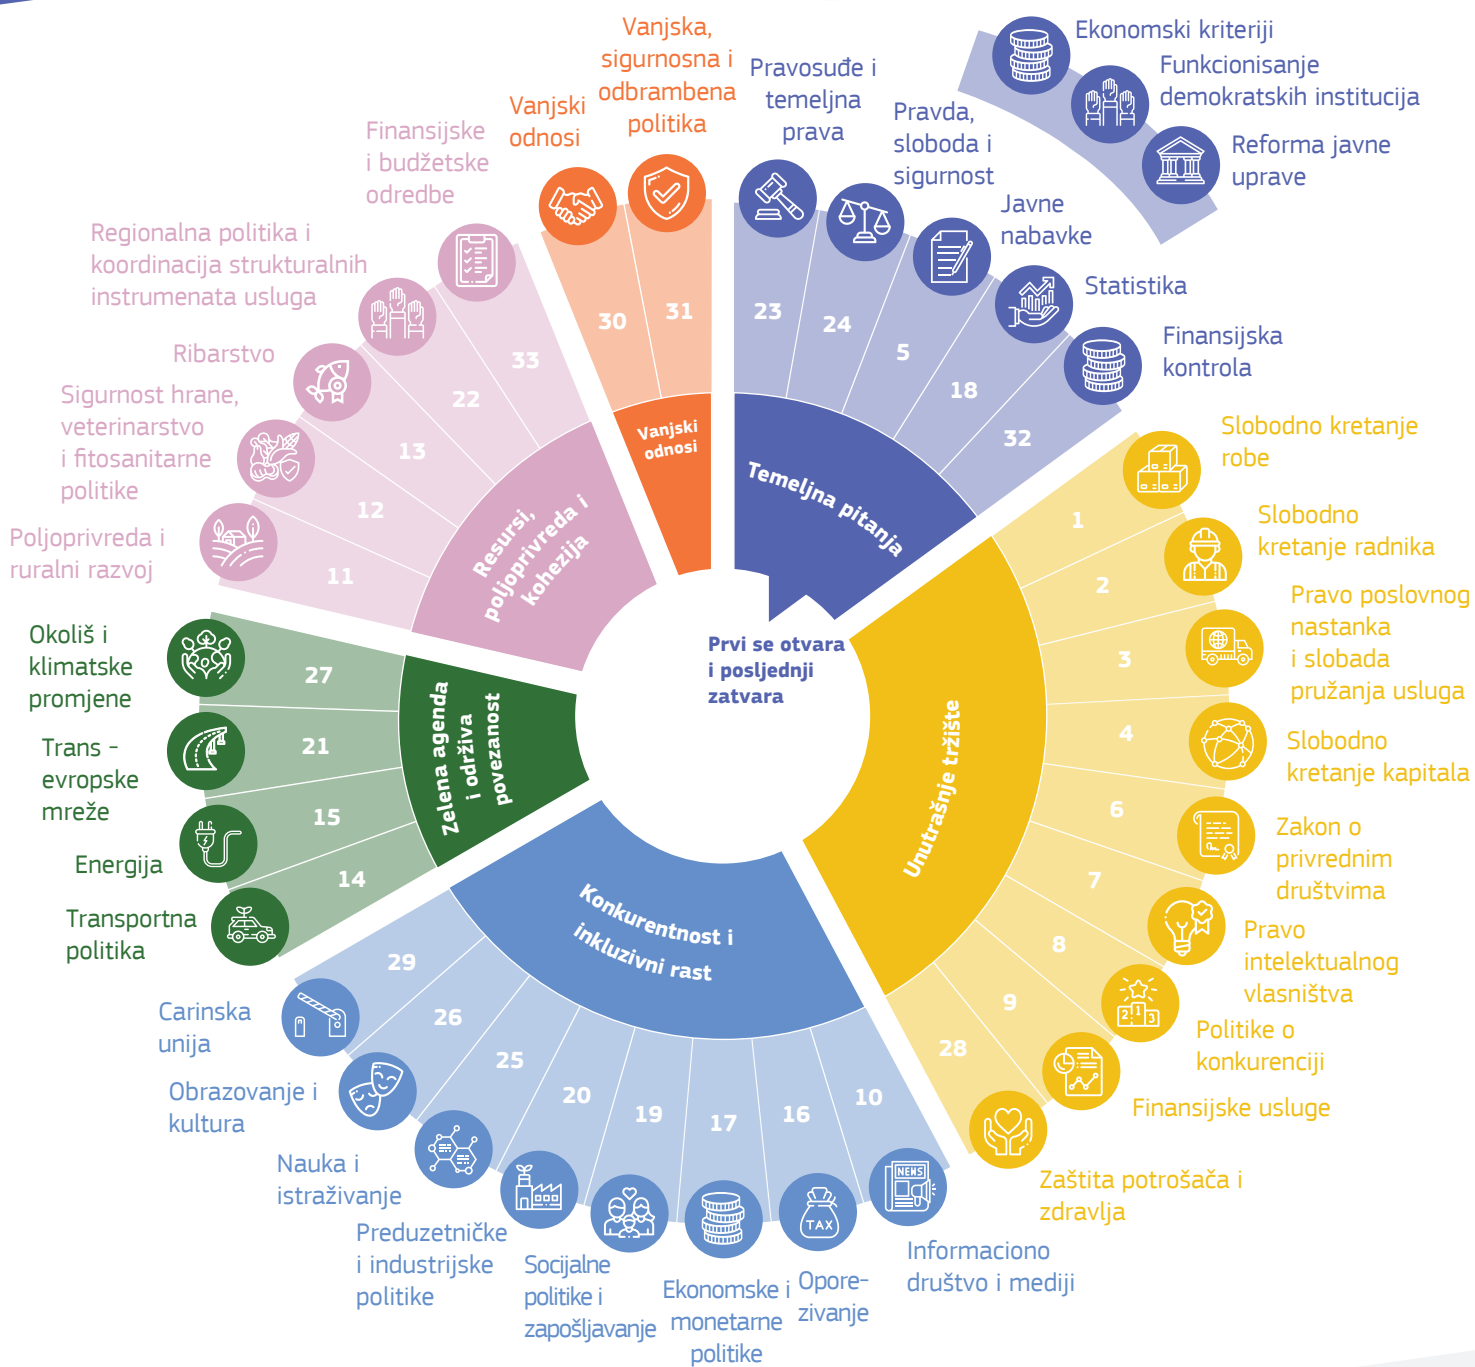 Ekonomski kriteriji
Funkcionisanje
demokratskih institucija
Reforma javne
uprave
Vanjska,
sigurnosna i
odbrambena
politika
Vanjski
odnosi
Finansijske
i budžetske
odredbe
Regionalna politika i
koordinacija strukturalnih
instrumenata usluga
Ribarstvo
Sigurnost hrane,
veterinarstvo
i fitosanitarne
politike
Poljoprivreda i
ruralni razvoj
Pravosuđe i
temeljna
prava
Pravda,
sloboda i
sigurnost
Javne
nabavke
Statistika
Finansijska
kontrola
30
31
23
24
5
18
32
33
22
13
12
11
Vanjski
odnosi
Temeljna pitanja
Resursi,
poljoprivreda i
kohezija
Prvi se otvara
i posljednji
zatvara
Slobodno kretanje
robe
Slobodno
kretanje radnika
Pravo poslovnog
nastanka
i slobada
pružanja usluga
Slobodno
kretanje kapitala
Zakon o
privrednim
društvima
Pravo
intelektualnog
vlasništva
Politike o
konkurenciji
Finansijske usluge
Zaštita potrošača i
zdravlja
1
2
3
4
6
7
8
9
28
Unutrašnje tržište
2 1 3
Okoliš i
klimatske
promjene
Trans -
evropske
mreže
Energija
Transportna
politika
27
21
15
14
Zelena agenda
i održiva
povezanost
Konkurentnost i
inkluzivni rast
29
26
25
20
19
17
16
10
Carinska
unija
Obrazovanje i
kultura
Nauka i
istraživanje
Preduzetničke
i industrijske
politike
Socijalne
politike i
zapošljavanje
Ekonomske i
monetarne
politike
Opore-
zivanje
Informaciono
društvo i mediji
TAX
NEWS